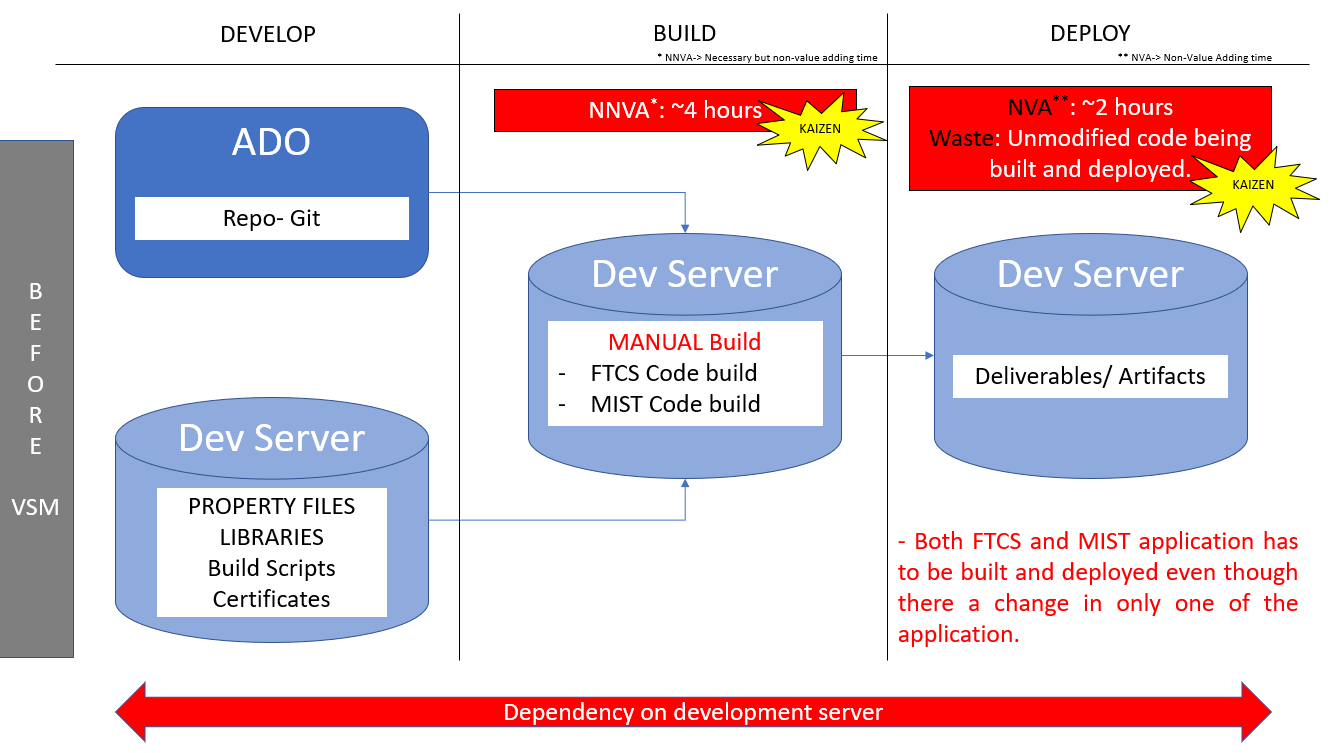 DEVELOP
BUILD
* NNVA-> Necessary but non-value adding time
DEPLOY
** NVA-> Non-Value Adding time
B
E
F
O
R
E
VSM
ADO
Repo- Git
Dev Server
PROPERTY FILES
LIBRARIES
Build Scripts
Certificates
NNVA*: ~4 hours
KAIZEN
Dev Server
MANUAL Build
- FTCS Code build
- MIST Code build
NVA**: ~2 hours
Waste: Unmodified code being
built and deployed.
KAIZEN
Dev Server
Deliverables/ Artifacts
- Both FTCS and MIST application has
to be built and deployed even though
there a change in only one of the
application.
Dependency on development server